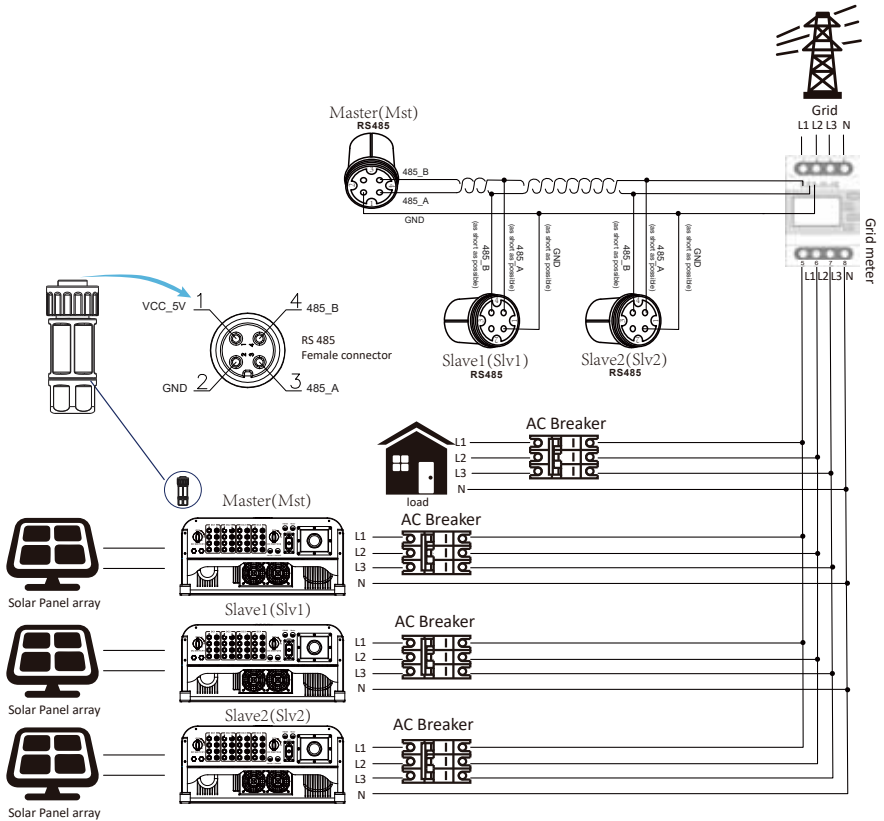 Grid
L1 L2 L3 N
Master(Mst)
RS485
485_B
485_A
GND
485_B
(as short as possible)
485_A
(as short as possible)
GND
(as short as possible)
485_B
(as short as possible)
485_A
(as short as possible)
GND
(as short as possible)
Grid meter
5 6 7 8
L1 L2 L3 N
Slave1(Slv1)
RS485
Slave2(Slv2)
RS485
VCC_5V
1
4
485_B
RS 485
Female connector
GND
2
3
485_A
AC Breaker
L1
L2
L3
N
load
Master(Mst)
AC Breaker
L1
L2
L3
N
Solar Panel array
Slave1(Slv1)
AC Breaker
L1
L2
L3
N
Solar Panel array
Slave2(Slv2)
AC Breaker
L1
L2
L3
N
Solar Panel array